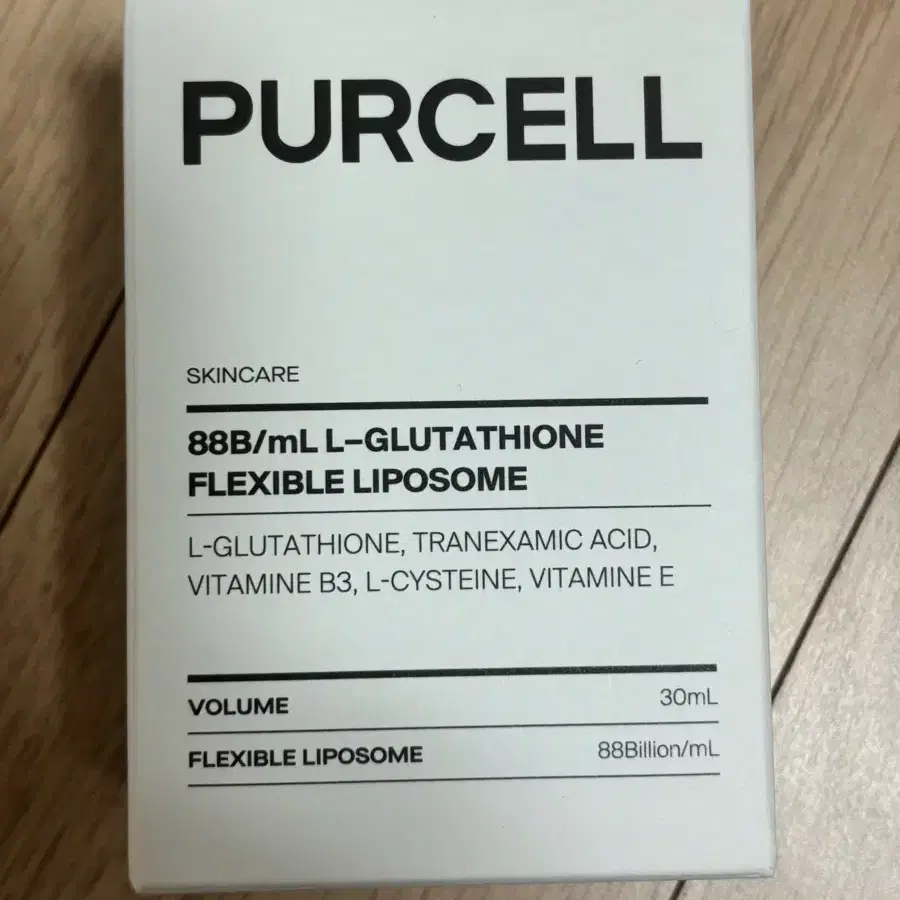 PURCELL
SKINCARE
88B/mL L-GLUTATHIONE
FLEXIBLE LIPOSOME
L-GLUTATHIONE, TRANEXAMIC ACID,
VITAMINE B3, L-CYSTEINE, VITAMINE E
VOLUME 30mL
FLEXIBLE LIPOSOME 88Billion/mL